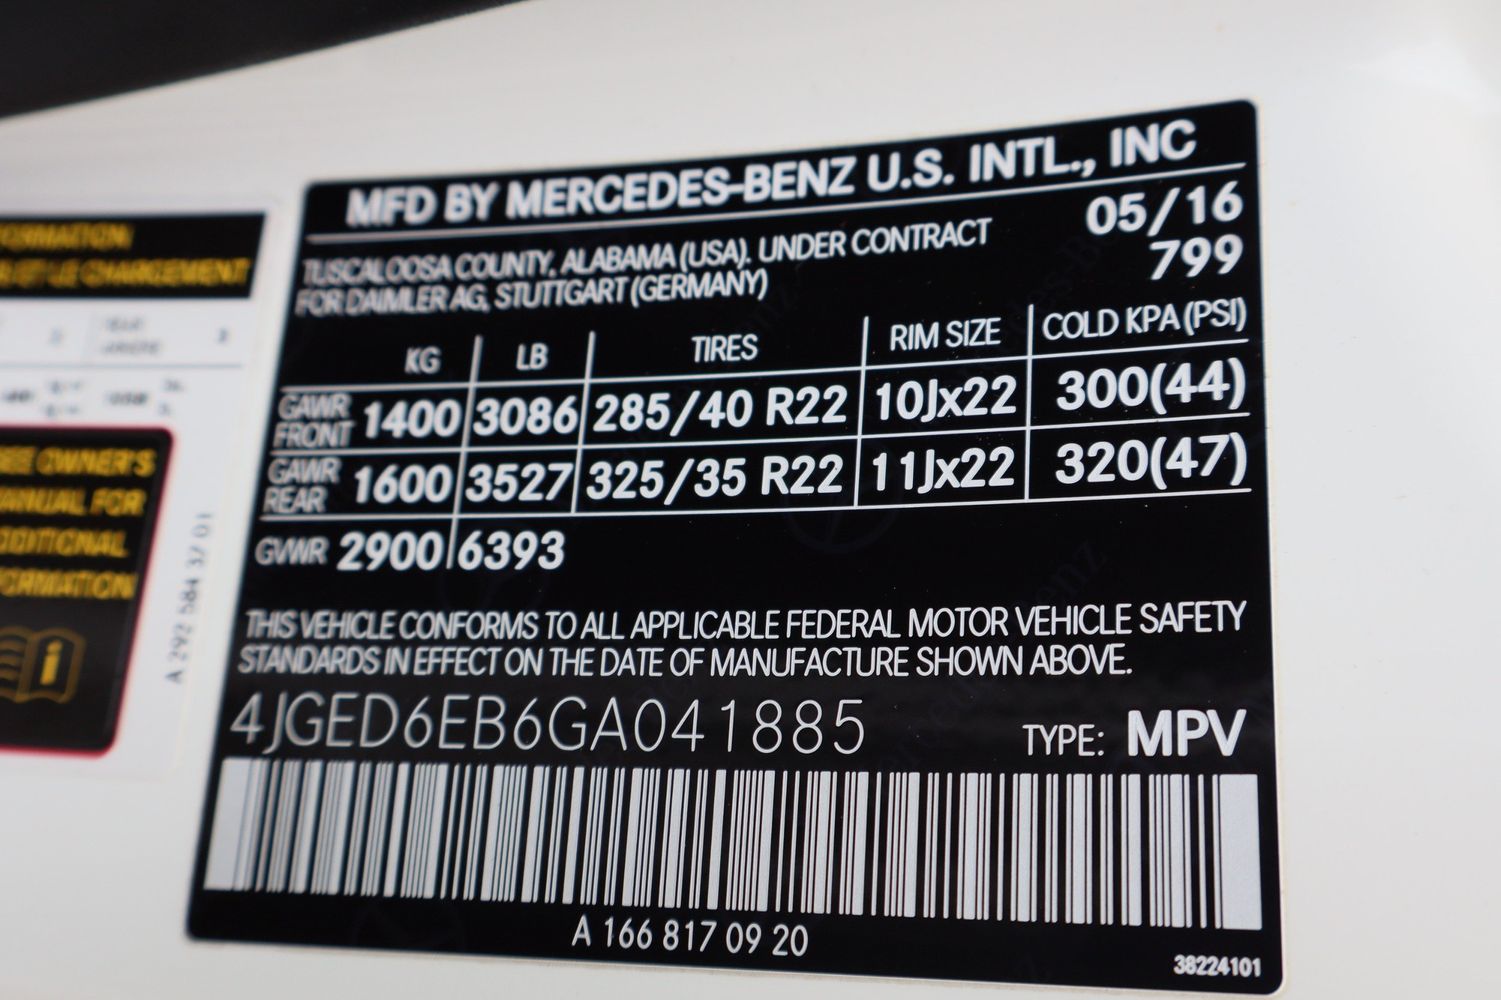 MFD BY MERCEDES-BENZ U.S. INTL., INC
TUSCALOOSA COUNTY, ALABAMA (USA). UNDER CONTRACT
FOR DAIMLER AG, STUTTGART (GERMANY)
05/16
799
KG LB TIRES RIM SIZE COLD KPA (PSI)
GAWR FRONT 1400 3086 285/40 R22 10Jx22 300(44)
GAWR REAR 1600 3527 325/35 R22 11Jx22 320(47)
GVWR 2900 6393
THIS VEHICLE CONFORMS TO ALL APPLICABLE FEDERAL MOTOR VEHICLE SAFETY
STANDARDS IN EFFECT ON THE DATE OF MANUFACTURE SHOWN ABOVE.
4JGED6EB6GA041885 TYPE: MPV
A 166 817 09 20
38224101
LE CHARGEMENT
OWNER'S
FOR
A 292 584 37 01